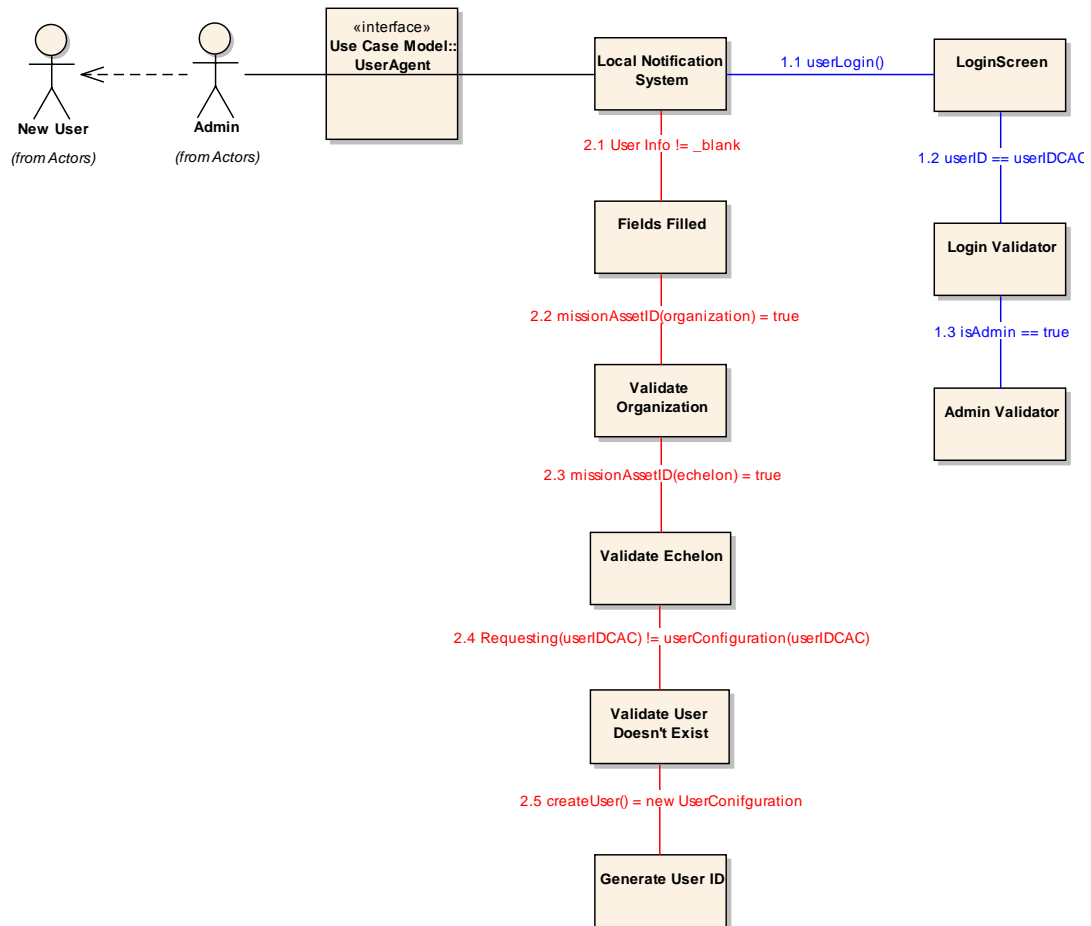 «interface»
Use Case Model::
UserAgent
New User
(from Actors)
Admin
(from Actors)
Local Notification
System
1.1 userLogin()
LoginScreen
2.1 User Info != _blank
1.2 userID == userIDCAC
Fields Filled
Login Validator
2.2 missionAssetID(organization) = true
1.3 isAdmin == true
Validate
Organization
Admin Validator
2.3 missionAssetID(echelon) = true
Validate Echelon
2.4 Requesting(userIDCAC) != userConfiguration(userIDCAC)
Validate User
Doesn't Exist
2.5 createUser() = new UserConifguration
Generate User ID